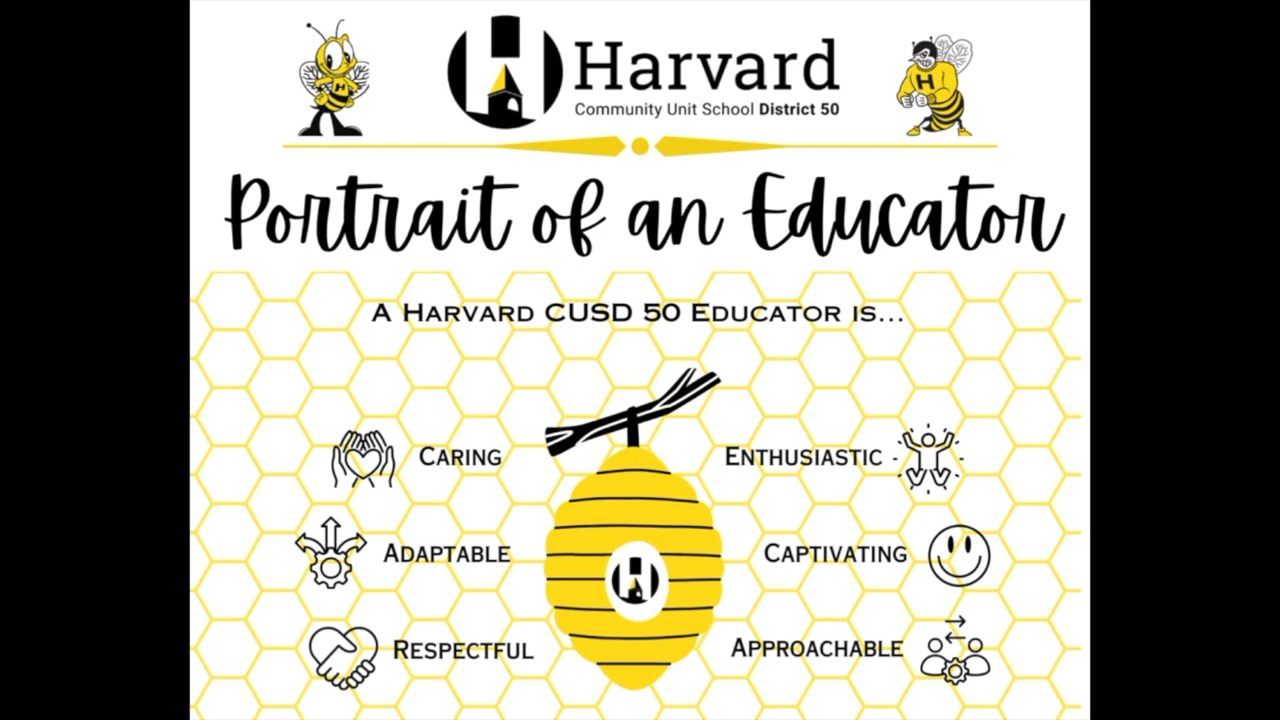 Harvard
Community Unit School District 50
H
H
Portrait of an Educator
A Harvard CUSD 50 Educator is...
Caring
Enthusiastic
Adaptable
Captivating
Respectful
Approachable